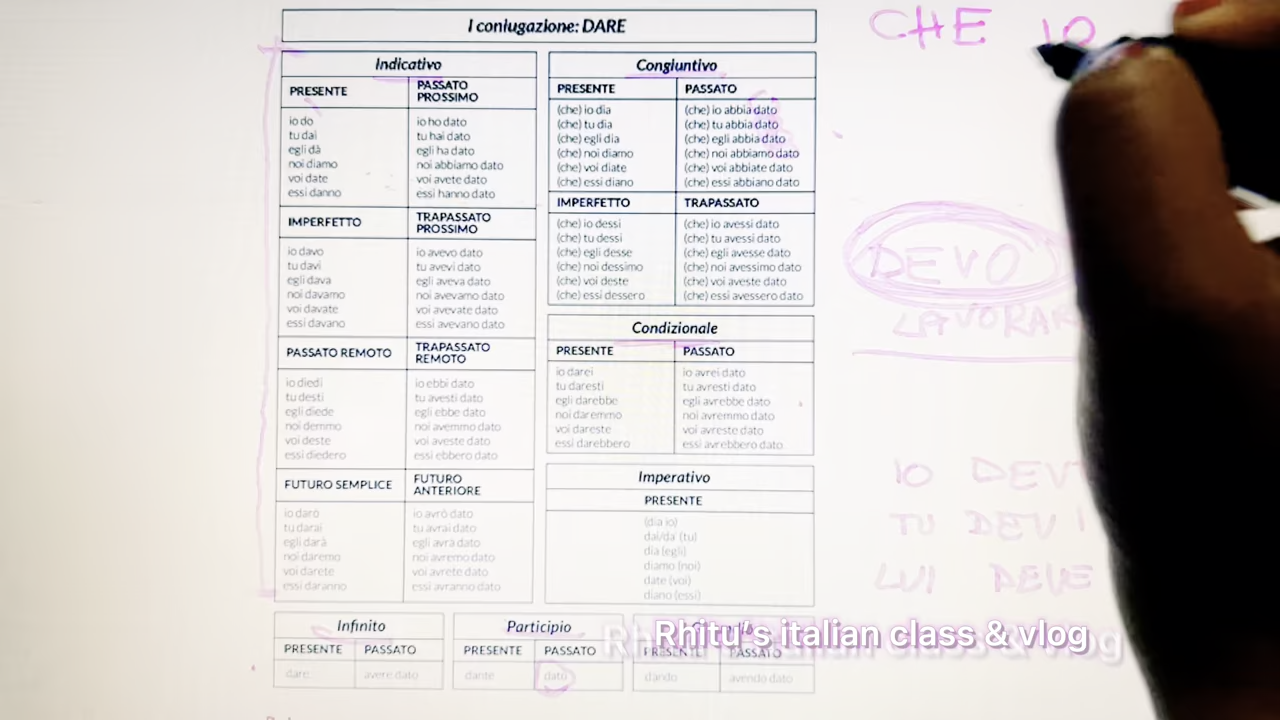 I coniugazione: DARE
Indicativo
PRESENTE
PASSATO PROSSIMO
io do
tu dai
egli dà
noi diamo
voi date
essi danno
io ho dato
tu hai dato
egli ha dato
noi abbiamo dato
voi avete dato
essi hanno dato
IMPERFETTO
TRAPASSATO PROSSIMO
io davo
tu davi
egli dava
noi davamo
voi davate
essi davano
io avevo dato
tu avevi dato
egli aveva dato
noi avevamo dato
voi avevate dato
essi avevano dato
PASSATO REMOTO
TRAPASSATO REMOTO
io diedi
tu desti
egli diede
noi demmo
voi deste
essi diedero
io ebbi dato
tu avesti dato
egli ebbe dato
noi avemmo dato
voi aveste dato
essi ebbero dato
FUTURO SEMPLICE
FUTURO ANTERIORE
io darò
tu darai
egli darà
noi daremo
voi darete
essi daranno
io avrò dato
tu avrai dato
egli avrà dato
noi avremo dato
voi avrete dato
essi avranno dato
Congiuntivo
PRESENTE
PASSATO
(che) io dia
(che) tu dia
(che) egli dia
(che) noi diamo
(che) voi diate
(che) essi diano
(che) io abbia dato
(che) tu abbia dato
(che) egli abbia dato
(che) noi abbiamo dato
(che) voi abbiate dato
(che) essi abbiano dato
IMPERFETTO
TRAPASSATO
(che) io dessi
(che) tu dessi
(che) egli desse
(che) noi dessimo
(che) voi deste
(che) essi dessero
(che) io avessi dato
(che) tu avessi dato
(che) egli avesse dato
(che) noi avessimo dato
(che) voi aveste dato
(che) essi avessero dato
Condizionale
PRESENTE
PASSATO
io darei
tu daresti
egli darebbe
noi daremmo
voi dareste
essi darebbero
io avrei dato
tu avresti dato
egli avrebbe dato
noi avremmo dato
voi avreste dato
essi avrebbero dato
Imperativo
PRESENTE
(dia io)
dai/da' (tu)
dia (egli)
diamo (noi)
date (voi)
diano (essi)
Infinito
PRESENTE
PASSATO
dare
avere dato
Participio
PRESENTE
PASSATO
dante
dato
PRESENTE
PASSATO
dando
avendo dato
CHE IO
DEVO
IO
TU DEVI
LUI DEVE
Rhitu's italian class & vlog